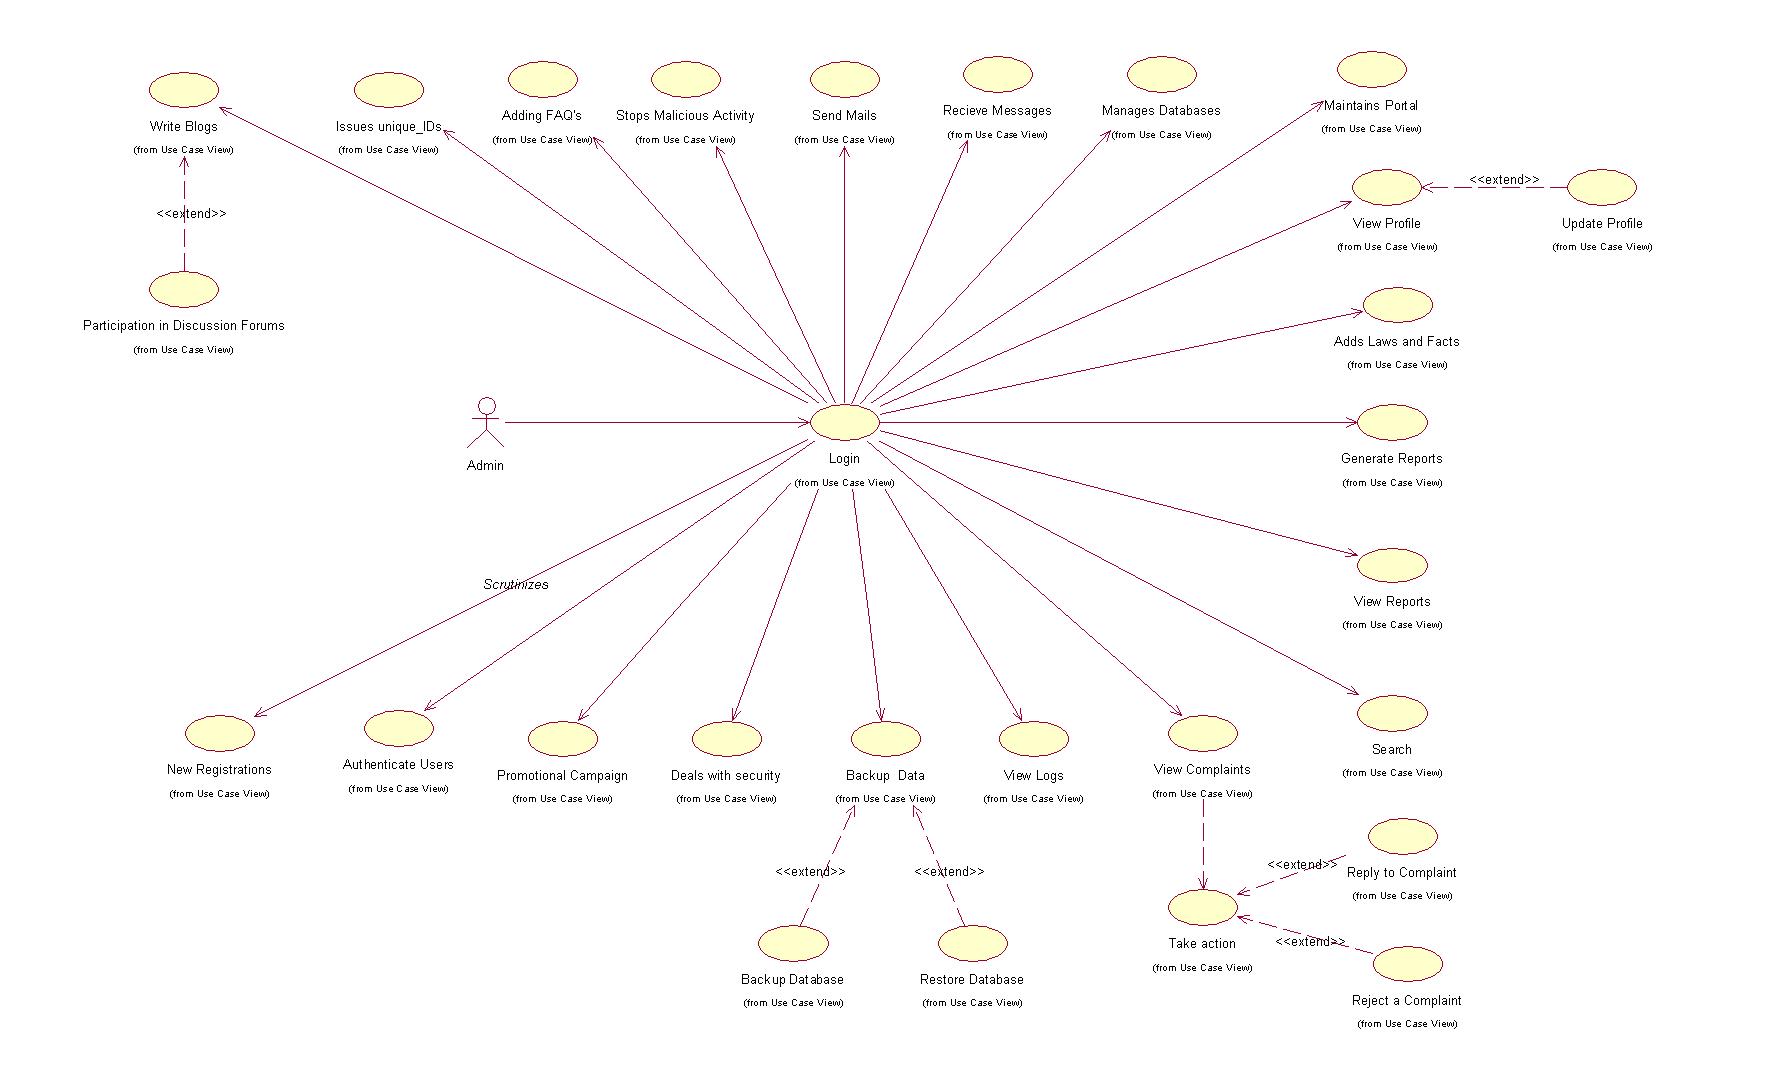 Write Blogs
(from Use Case View)
Issues unique_IDs
(from Use Case View)
Adding FAQ's
(from Use Case View)
Stops Malicious Activity
(from Use Case View)
Send Mails
(from Use Case View)
Recieve Messages
(from Use Case View)
Manages Databases
(from Use Case View)
Maintains Portal
(from Use Case View)
<<extend>>
View Profile
(from Use Case View)
<<extend>>
Update Profile
(from Use Case View)
Participation in Discussion Forums
(from Use Case View)
Adds Laws and Facts
(from Use Case View)
Admin
Login
(from Use Case View)
Generate Reports
(from Use Case View)
Scrutinizes
View Reports
(from Use Case View)
New Registrations
(from Use Case View)
Authenticate Users
(from Use Case View)
Promotional Campaign
(from Use Case View)
Deals with security
(from Use Case View)
Backup  Data
(from Use Case View)
View Logs
(from Use Case View)
View Complaints
(from Use Case View)
Search
(from Use Case View)
<<extend>>
<<extend>>
<<extend>>
Reply to Complaint
(from Use Case View)
Take action
(from Use Case View)
<<extend>>
Backup Database
(from Use Case View)
Restore Database
(from Use Case View)
Reject a Complaint
(from Use Case View)